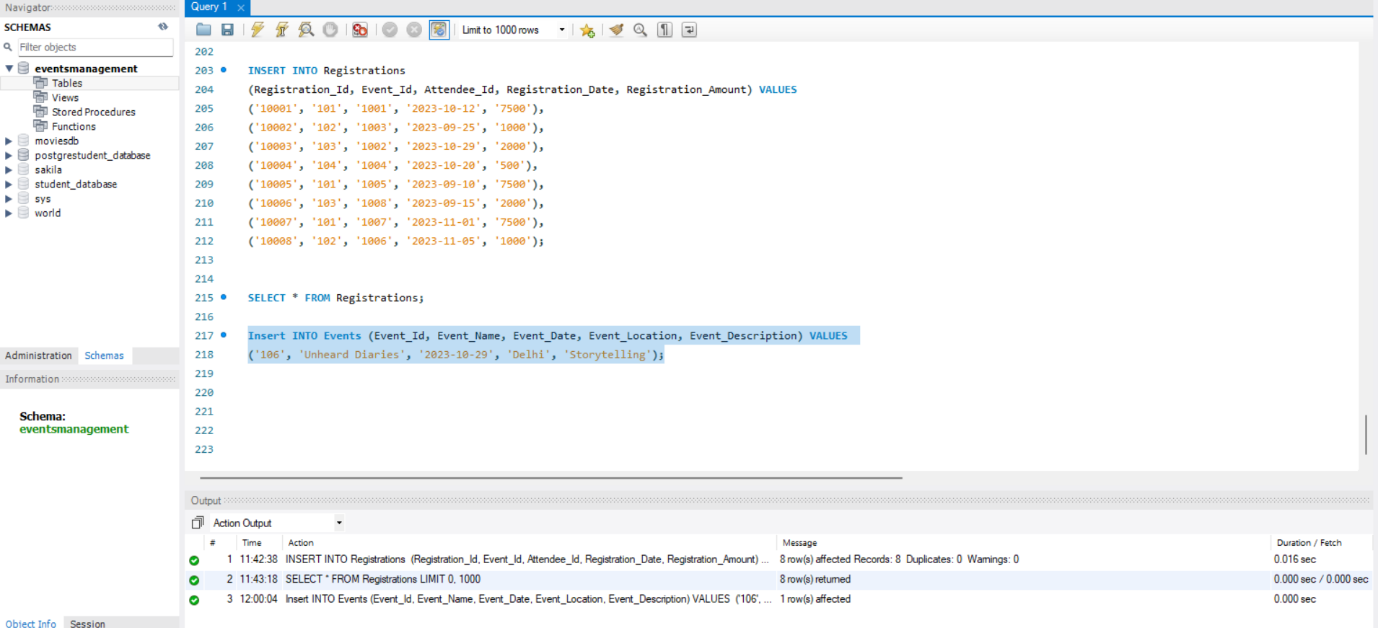 Navigator
SCHEMAS
Filter objects
eventsmanagement
Tables
Views
Stored Procedures
Functions
moviesdb
postgrestudent_database
sakila
student_database
sys
world
Administration Schemas
Information
Schema:
eventsmanagement
Object Info Session
Query 1
Limit to 1000 rows
202
203 INSERT INTO Registrations
204 (Registration_Id, Event_Id, Attendee_Id, Registration_Date, Registration_Amount) VALUES
205 ('10001', '101', '1001', '2023-10-12', '7500'),
206 ('10002', '102', '1003', '2023-09-25', '1000'),
207 ('10003', '103', '1002', '2023-10-29', '2000'),
208 ('10004', '104', '1004', '2023-10-20', '500'),
209 ('10005', '101', '1005', '2023-09-10', '7500'),
210 ('10006', '103', '1008', '2023-09-15', '2000'),
211 ('10007', '101', '1007', '2023-11-01', '7500'),
212 ('10008', '102', '1006', '2023-11-05', '1000');
213
214
215 SELECT * FROM Registrations;
216
217 Insert INTO Events (Event_Id, Event_Name, Event_Date, Event_Location, Event_Description) VALUES
218 ('106', 'Unheard Diaries', '2023-10-29', 'Delhi', 'Storytelling');
219
220
221
222
223
Output
Action Output
# Time Action Message Duration / Fetch
1 11:42:38 INSERT INTO Registrations (Registration_Id, Event_Id, Attendee_Id, Registration_Date, Registration_Amount) ... 8 row(s) affected Records: 8 Duplicates: 0 Warnings: 0 0.016 sec
2 11:43:18 SELECT * FROM Registrations LIMIT 0, 1000 8 row(s) returned 0.000 sec / 0.000 sec
3 12:00:04 Insert INTO Events (Event_Id, Event_Name, Event_Date, Event_Location, Event_Description) VALUES ('106', ... 1 row(s) affected 0.000 sec